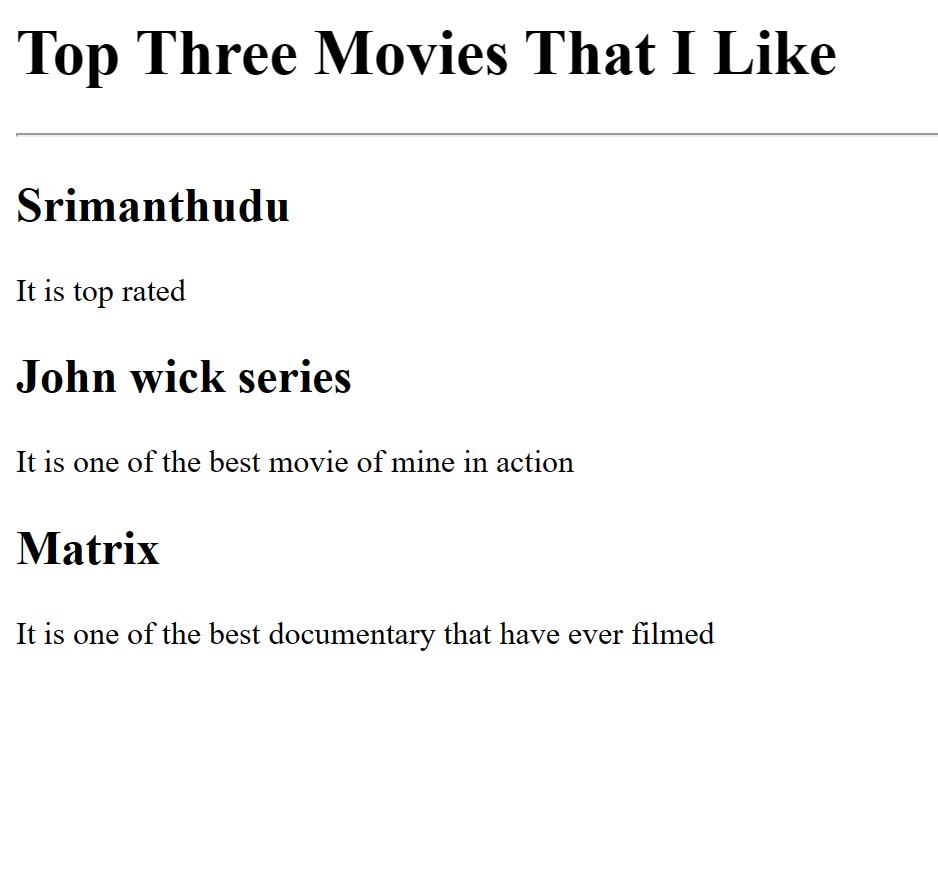 Top Three Movies That I Like
Srimanthudu
It is top rated
John wick series
It is one of the best movie of mine in action
Matrix
It is one of the best documentary that have ever filmed